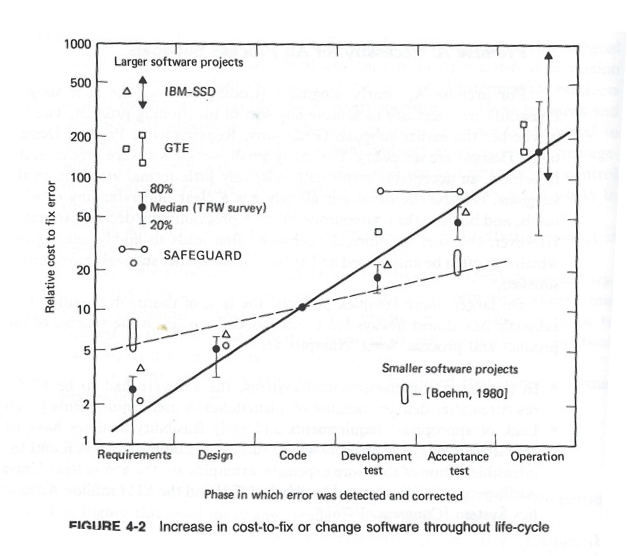 1000
500
200
100
50
20
10
5
2
1
Relative cost to fix error
Larger software projects
IBM-SSD
GTE
80%
Median (TRW survey)
20%
SAFEGUARD
Smaller software projects
– [Boehm, 1980]
Requirements
Design
Code
Development
test
Acceptance
test
Operation
Phase in which error was detected and corrected
FIGURE 4-2 Increase in cost-to-fix or change software throughout life-cycle